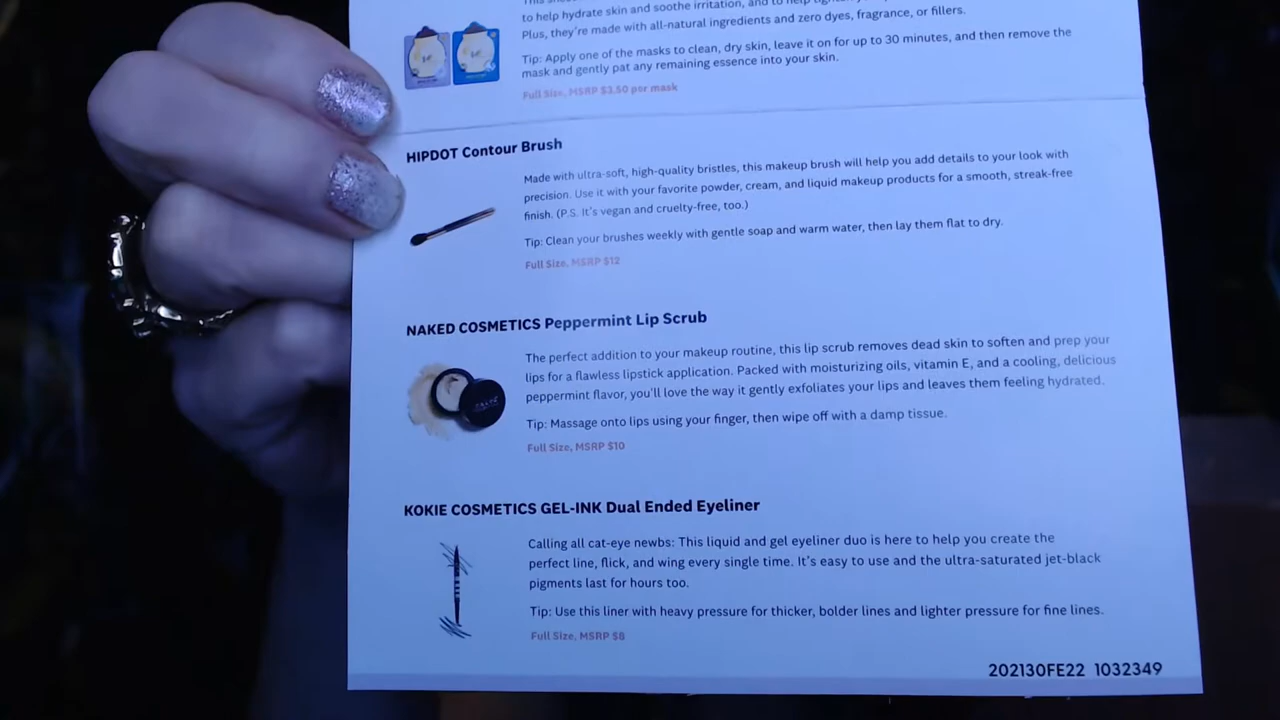 to help hydrate skin and soothe irritation, and to help
Plus, they're made with all-natural ingredients and zero dyes, fragrance, or fillers.
Tip: Apply one of the masks to clean, dry skin, leave it on for up to 30 minutes, and then remove the
mask and gently pat any remaining essence into your skin.
Full Size, MSRP $3.50 per mask
HIPDOT Contour Brush
Made with ultra-soft, high-quality bristles, this makeup brush will help you add details to your look with
precision. Use it with your favorite powder, cream, and liquid makeup products for a smooth, streak-free
finish. (P.S. It's vegan and cruelty-free, too.)
Tip: Clean your brushes weekly with gentle soap and warm water, then lay them flat to dry.
Full Size, MSRP $12
NAKED COSMETICS Peppermint Lip Scrub
The perfect addition to your makeup routine, this lip scrub removes dead skin to soften and prep your
lips for a flawless lipstick application. Packed with moisturizing oils, vitamin E, and a cooling, delicious
peppermint flavor, you'll love the way it gently exfoliates your lips and leaves them feeling hydrated.
Tip: Massage onto lips using your finger, then wipe off with a damp tissue.
Full Size, MSRP $10
KOKIE COSMETICS GEL-INK Dual Ended Eyeliner
Calling all cat-eye newbs: This liquid and gel eyeliner duo is here to help you create the
perfect line, flick, and wing every single time. It's easy to use and the ultra-saturated jet-black
pigments last for hours too.
Tip: Use this liner with heavy pressure for thicker, bolder lines and lighter pressure for fine lines.
Full Size, MSRP $8
202130FE22 1032349